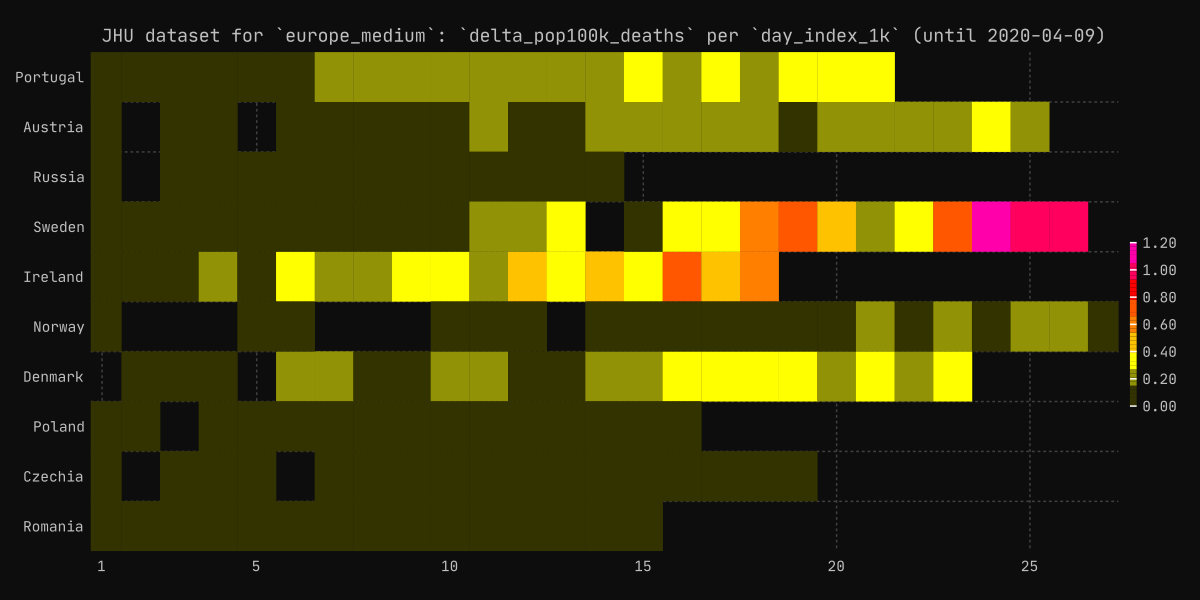 JHU dataset for `europe_medium`: `delta_pop100k_deaths` per `day_index_1k` (until 2020-04-09)
Portugal
Austria
Russia
Sweden
Ireland
Norway
Denmark
Poland
Czechia
Romania
1 5 10 15 20 25
1.20
1.00
0.80
0.60
0.40
0.20
0.00